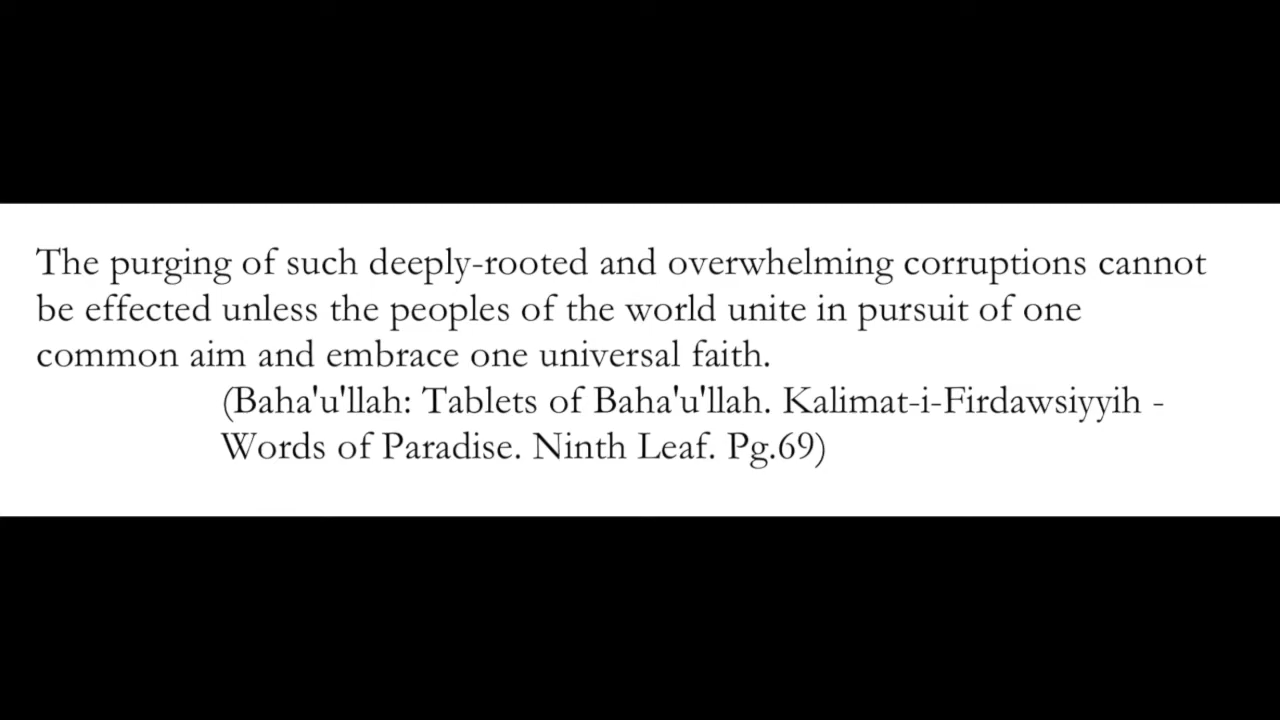 The purging of such deeply-rooted and overwhelming corruptions cannot
be effected unless the peoples of the world unite in pursuit of one
common aim and embrace one universal faith.
(Baha'u'llah: Tablets of Baha'u'llah. Kalimat-i-Firdawsiyyih -
Words of Paradise. Ninth Leaf. Pg.69)